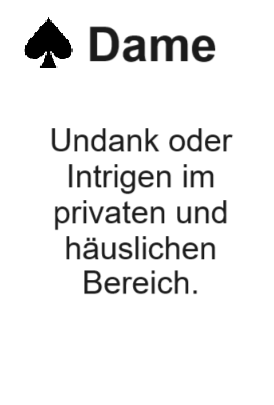 ♠ Dame
Undank oder
Intrigen im
privaten und
häuslichen
Bereich.